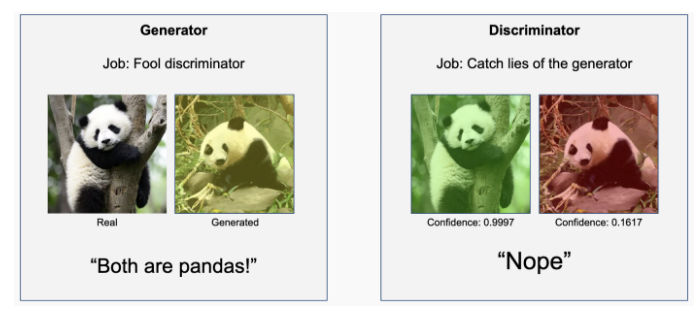 Generator
Job: Fool discriminator
Real
Generated
“Both are pandas!”
Discriminator
Job: Catch lies of the generator
Confidence: 0.9997
Confidence: 0.1617
“Nope”